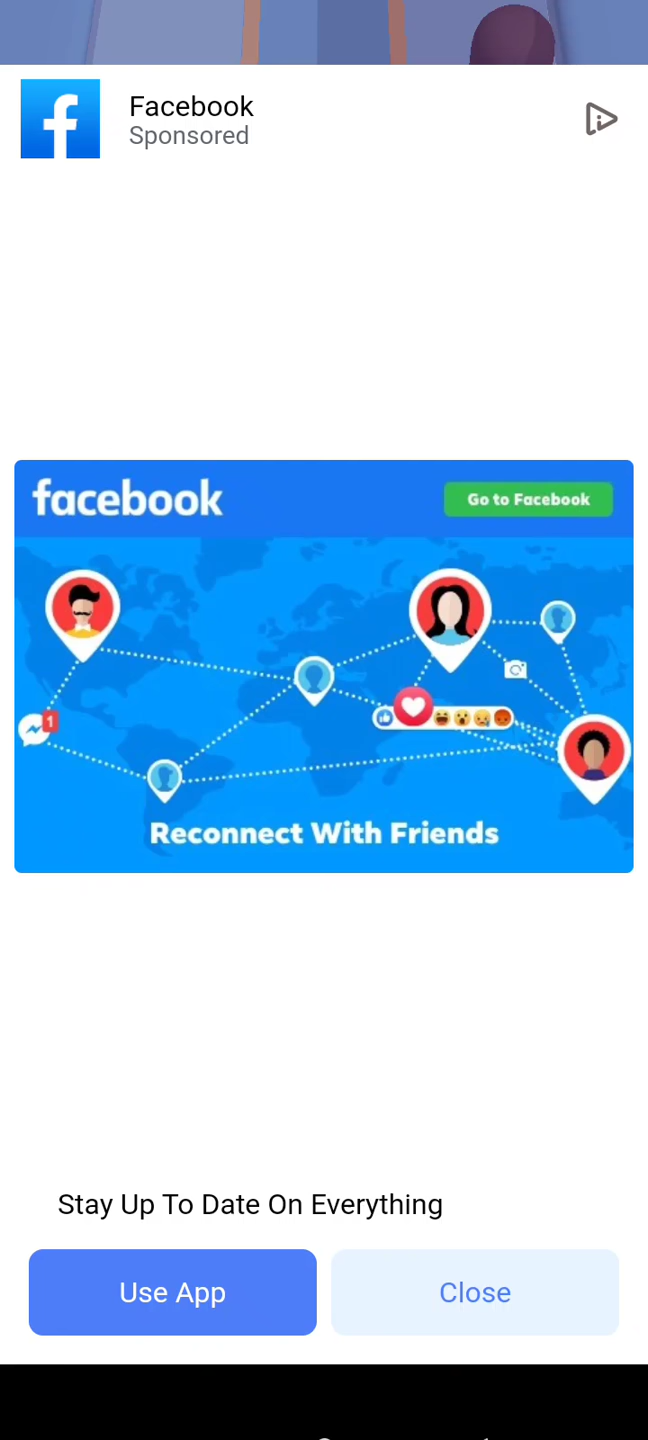 Facebook
Sponsored
facebook
Go to Facebook
1
Reconnect With Friends
Stay Up To Date On Everything
Use App
Close